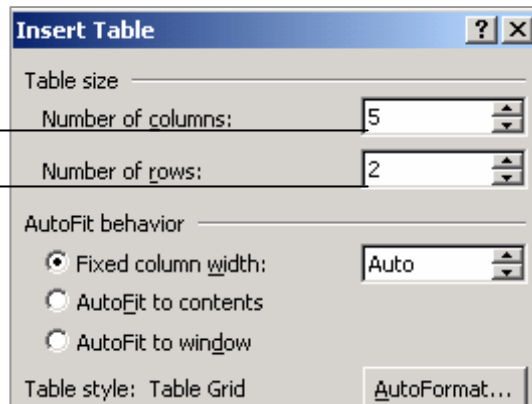 Insert Table ? ×
Table size
Number of columns: 5
Number of rows: 2
AutoFit behavior
Fixed column width: Auto
AutoFit to contents
AutoFit to window
Table style: Table Grid AutoFormat...